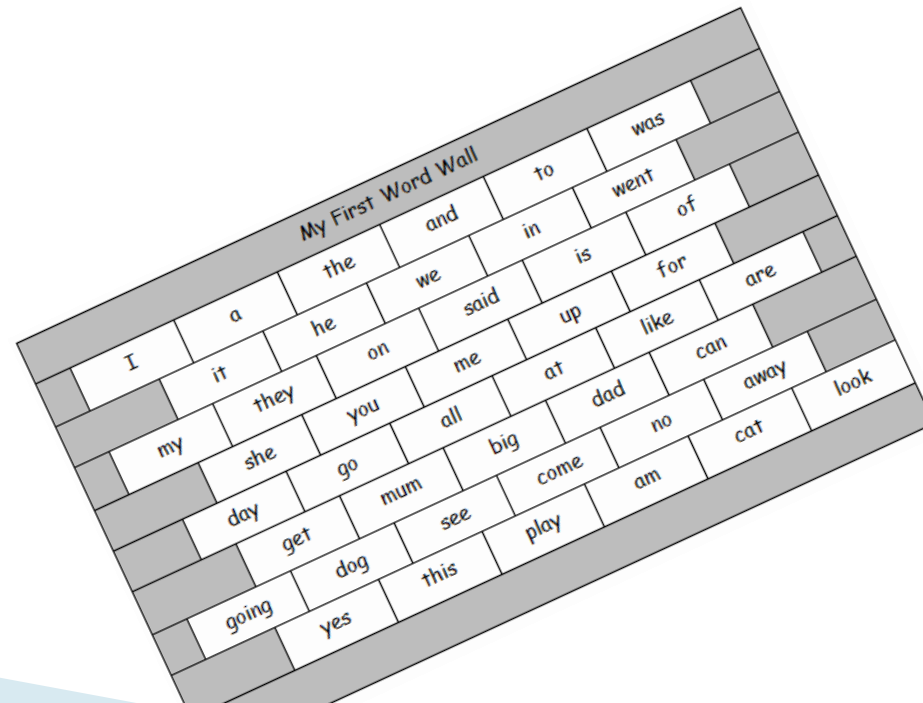 My First Word Wall
I a the and to was
it he we in went
my they on said is of
she you me up for
day go all at like are
get mum big dad can
going dog see come no away
yes this play am cat look